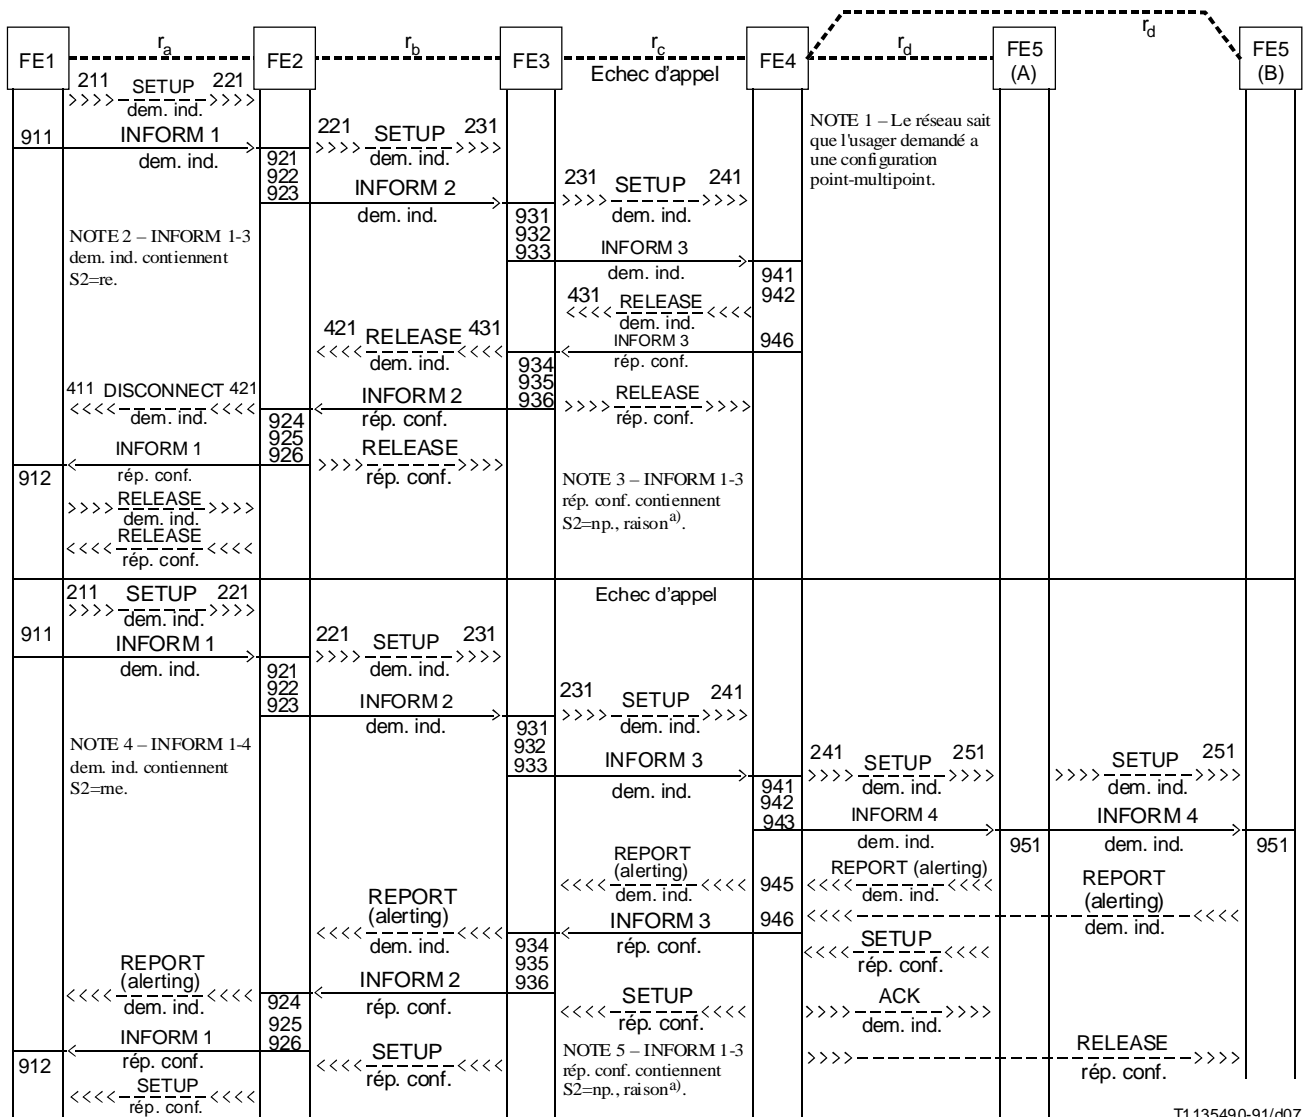 FE1 ra FE2 rb FE3 rc FE4 rd FE5 (A) rd FE5 (B)
Echec d'appel
211 SETUP 221
dem. ind.
911 INFORM 1
dem. ind.
921
922
923
221 SETUP 231
dem. ind.
INFORM 2
dem. ind.
931
932
933
231 SETUP 241
dem. ind.
INFORM 3
dem. ind.
941
942
NOTE 1 – Le réseau sait
que l'usager demandé a
une configuration
point-multipoint.
NOTE 2 – INFORM 1-3
dem. ind. contiennent
S2=re.
431 RELEASE
dem. ind.
INFORM 3
rép. conf.
946
421 RELEASE 431
dem. ind.
934
935
936
INFORM 2
rép. conf.
RELEASE
rép. conf.
411 DISCONNECT 421
dem. ind.
924
925
926
INFORM 1
rép. conf.
912
RELEASE
rép. conf.
RELEASE
dem. ind.
RELEASE
rép. conf.
NOTE 3 – INFORM 1-3
rép. conf. contiennent
S2=np., raison a).
Echec d'appel
211 SETUP 221
dem. ind.
911 INFORM 1
dem. ind.
921
922
923
221 SETUP 231
dem. ind.
INFORM 2
dem. ind.
931
932
933
231 SETUP 241
dem. ind.
INFORM 3
dem. ind.
941
942
943
NOTE 4 – INFORM 1-4
dem. ind. contiennent
S2=me.
241 SETUP 251
dem. ind.
SETUP 251
dem. ind.
INFORM 4
dem. ind.
951
INFORM 4
dem. ind.
951
REPORT
(alerting)
dem. ind.
945
REPORT (alerting)
dem. ind.
REPORT
(alerting)
dem. ind.
REPORT
(alerting)
dem. ind.
INFORM 3
rép. conf.
946
934
935
936
SETUP
rép. conf.
REPORT
(alerting)
dem. ind.
INFORM 2
rép. conf.
924
925
926
SETUP
rép. conf.
ACK
dem. ind.
INFORM 1
rép. conf.
912
SETUP
rép. conf.
NOTE 5 – INFORM 1-3
rép. conf. contiennent
S2=np., raison a).
RELEASE
rép. conf.
SETUP
rép. conf.
T1135490-91/d07